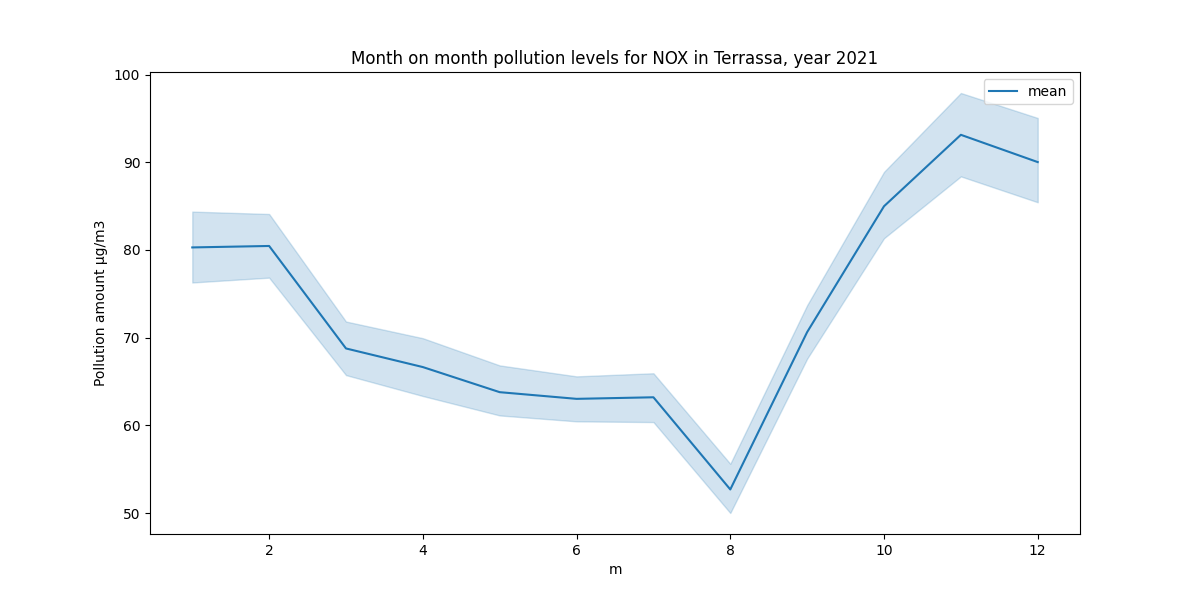 Month on month pollution levels for NOX in Terrassa, year 2021
mean
Pollution amount µg/m3
100
90
80
70
60
50
2 4 6 8 10 12
m